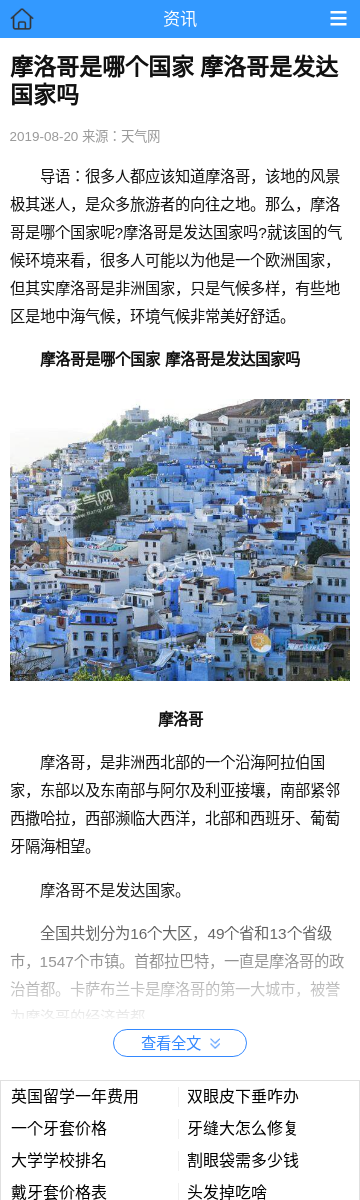 资讯
摩洛哥是哪个国家 摩洛哥是发达
国家吗
2019-08-20 来源：天气网
导语：很多人都应该知道摩洛哥，该地的风景
极其迷人，是众多旅游者的向往之地。那么，摩洛
哥是哪个国家呢?摩洛哥是发达国家吗?就该国的气
候环境来看，很多人可能以为他是一个欧洲国家，
但其实摩洛哥是非洲国家，只是气候多样，有些地
区是地中海气候，环境气候非常美好舒适。
摩洛哥是哪个国家 摩洛哥是发达国家吗
天气网
www.tianqi.com
天气网
摩洛哥
摩洛哥，是非洲西北部的一个沿海阿拉伯国
家，东部以及东南部与阿尔及利亚接壤，南部紧邻
西撒哈拉，西部濒临大西洋，北部和西班牙、葡萄
牙隔海相望。
摩洛哥不是发达国家。
全国共划分为16个大区，49个省和13个省级
市，1547个市镇。首都拉巴特，一直是摩洛哥的政
治首都。卡萨布兰卡是摩洛哥的第一大城市，被誉
为摩洛哥的经济首都
查看全文
英国留学一年费用 双眼皮下垂咋办
一个牙套价格 牙缝大怎么修复
大学学校排名 割眼袋需多少钱
戴牙套价格表 头发掉吃啥